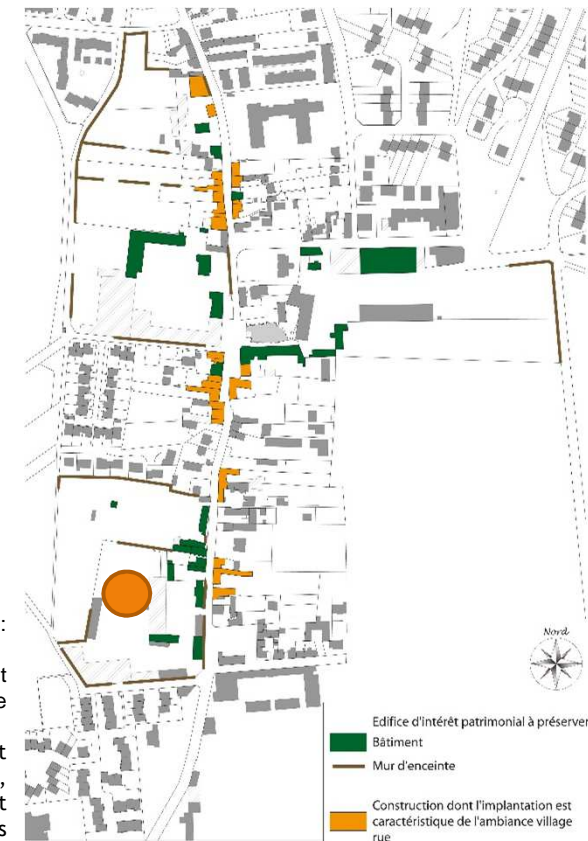 :
t
e
t
,
t
s
Nord
Edifice d'intérêt patrimonial à préserver
Bâtiment
Mur d'enceinte
Construction dont l'implantation est
caractéristique de l'ambiance village
rue